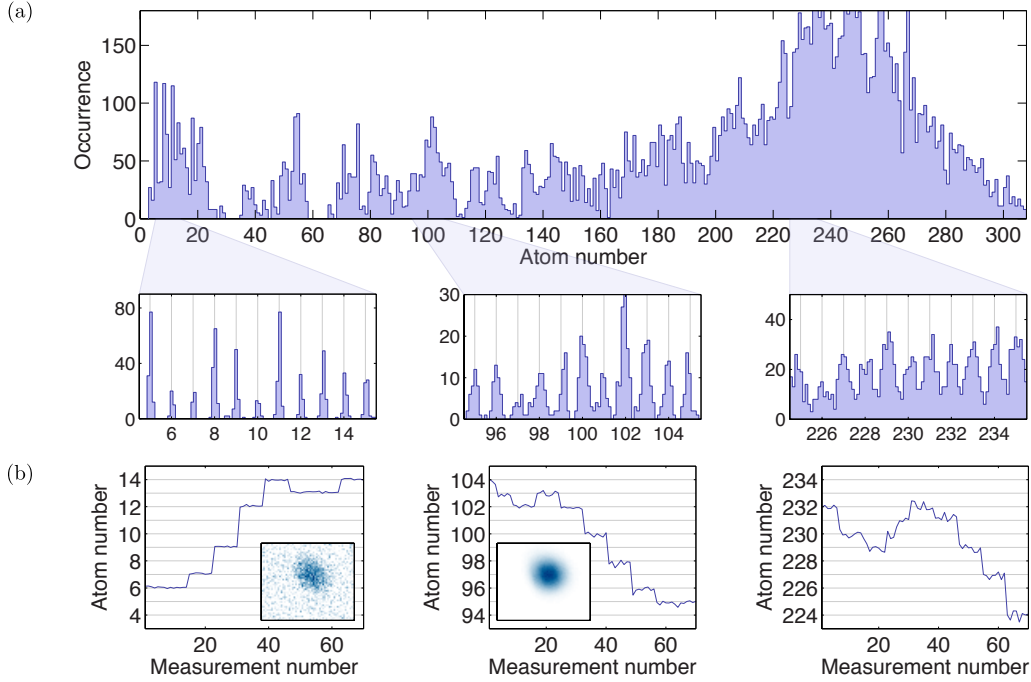 (a)
Occurrence
150
100
50
0
0 20 40 60 80 100 120 140 160 180 200 220 240 260 280 300
Atom number
80
40
0
6 8 10 12 14
30
20
10
0
96 98 100 102 104
40
20
0
226 228 230 232 234
(b)
Atom number
14
12
10
8
6
4
20 40 60
Measurement number
Atom number
104
102
100
98
96
94
20 40 60
Measurement number
Atom number
234
232
230
228
226
224
20 40 60
Measurement number